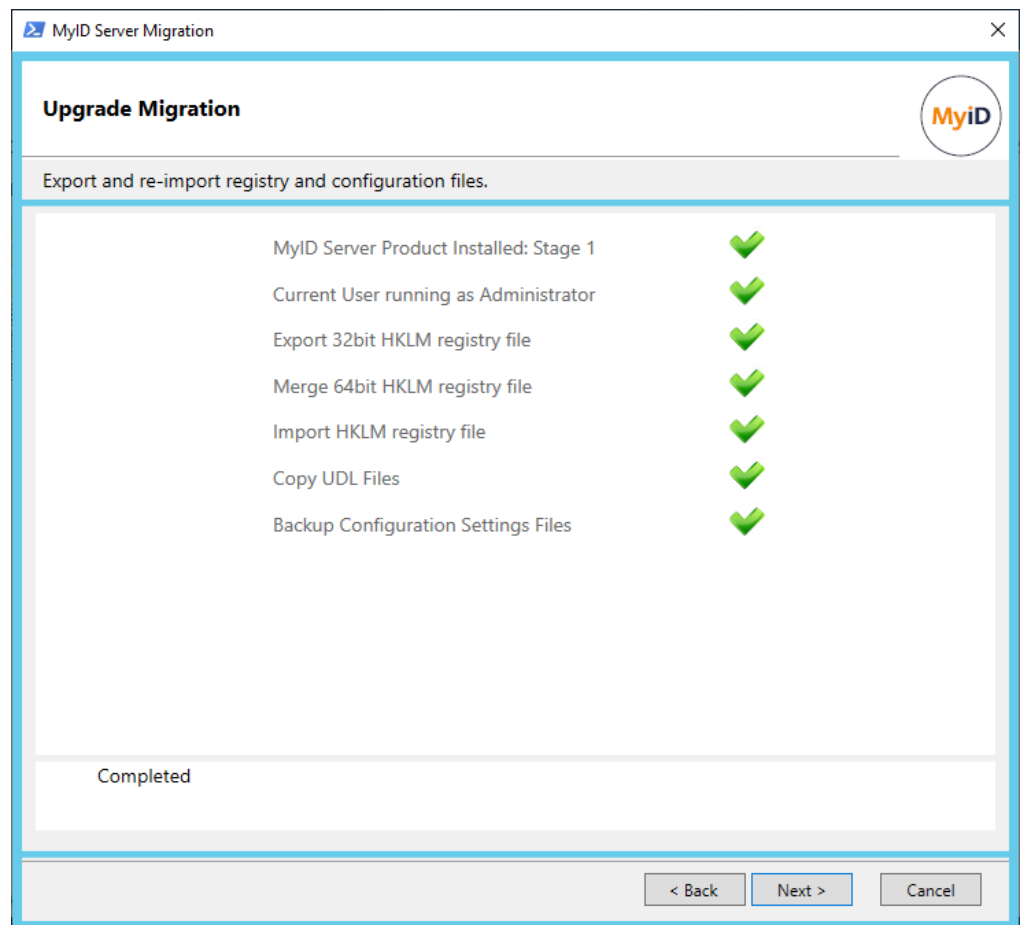 MyID Server Migration
Upgrade Migration
MyiD
Export and re-import registry and configuration files.
MyID Server Product Installed: Stage 1
Current User running as Administrator
Export 32bit HKLM registry file
Merge 64bit HKLM registry file
Import HKLM registry file
Copy UDL Files
Backup Configuration Settings Files
Completed
< Back Next > Cancel